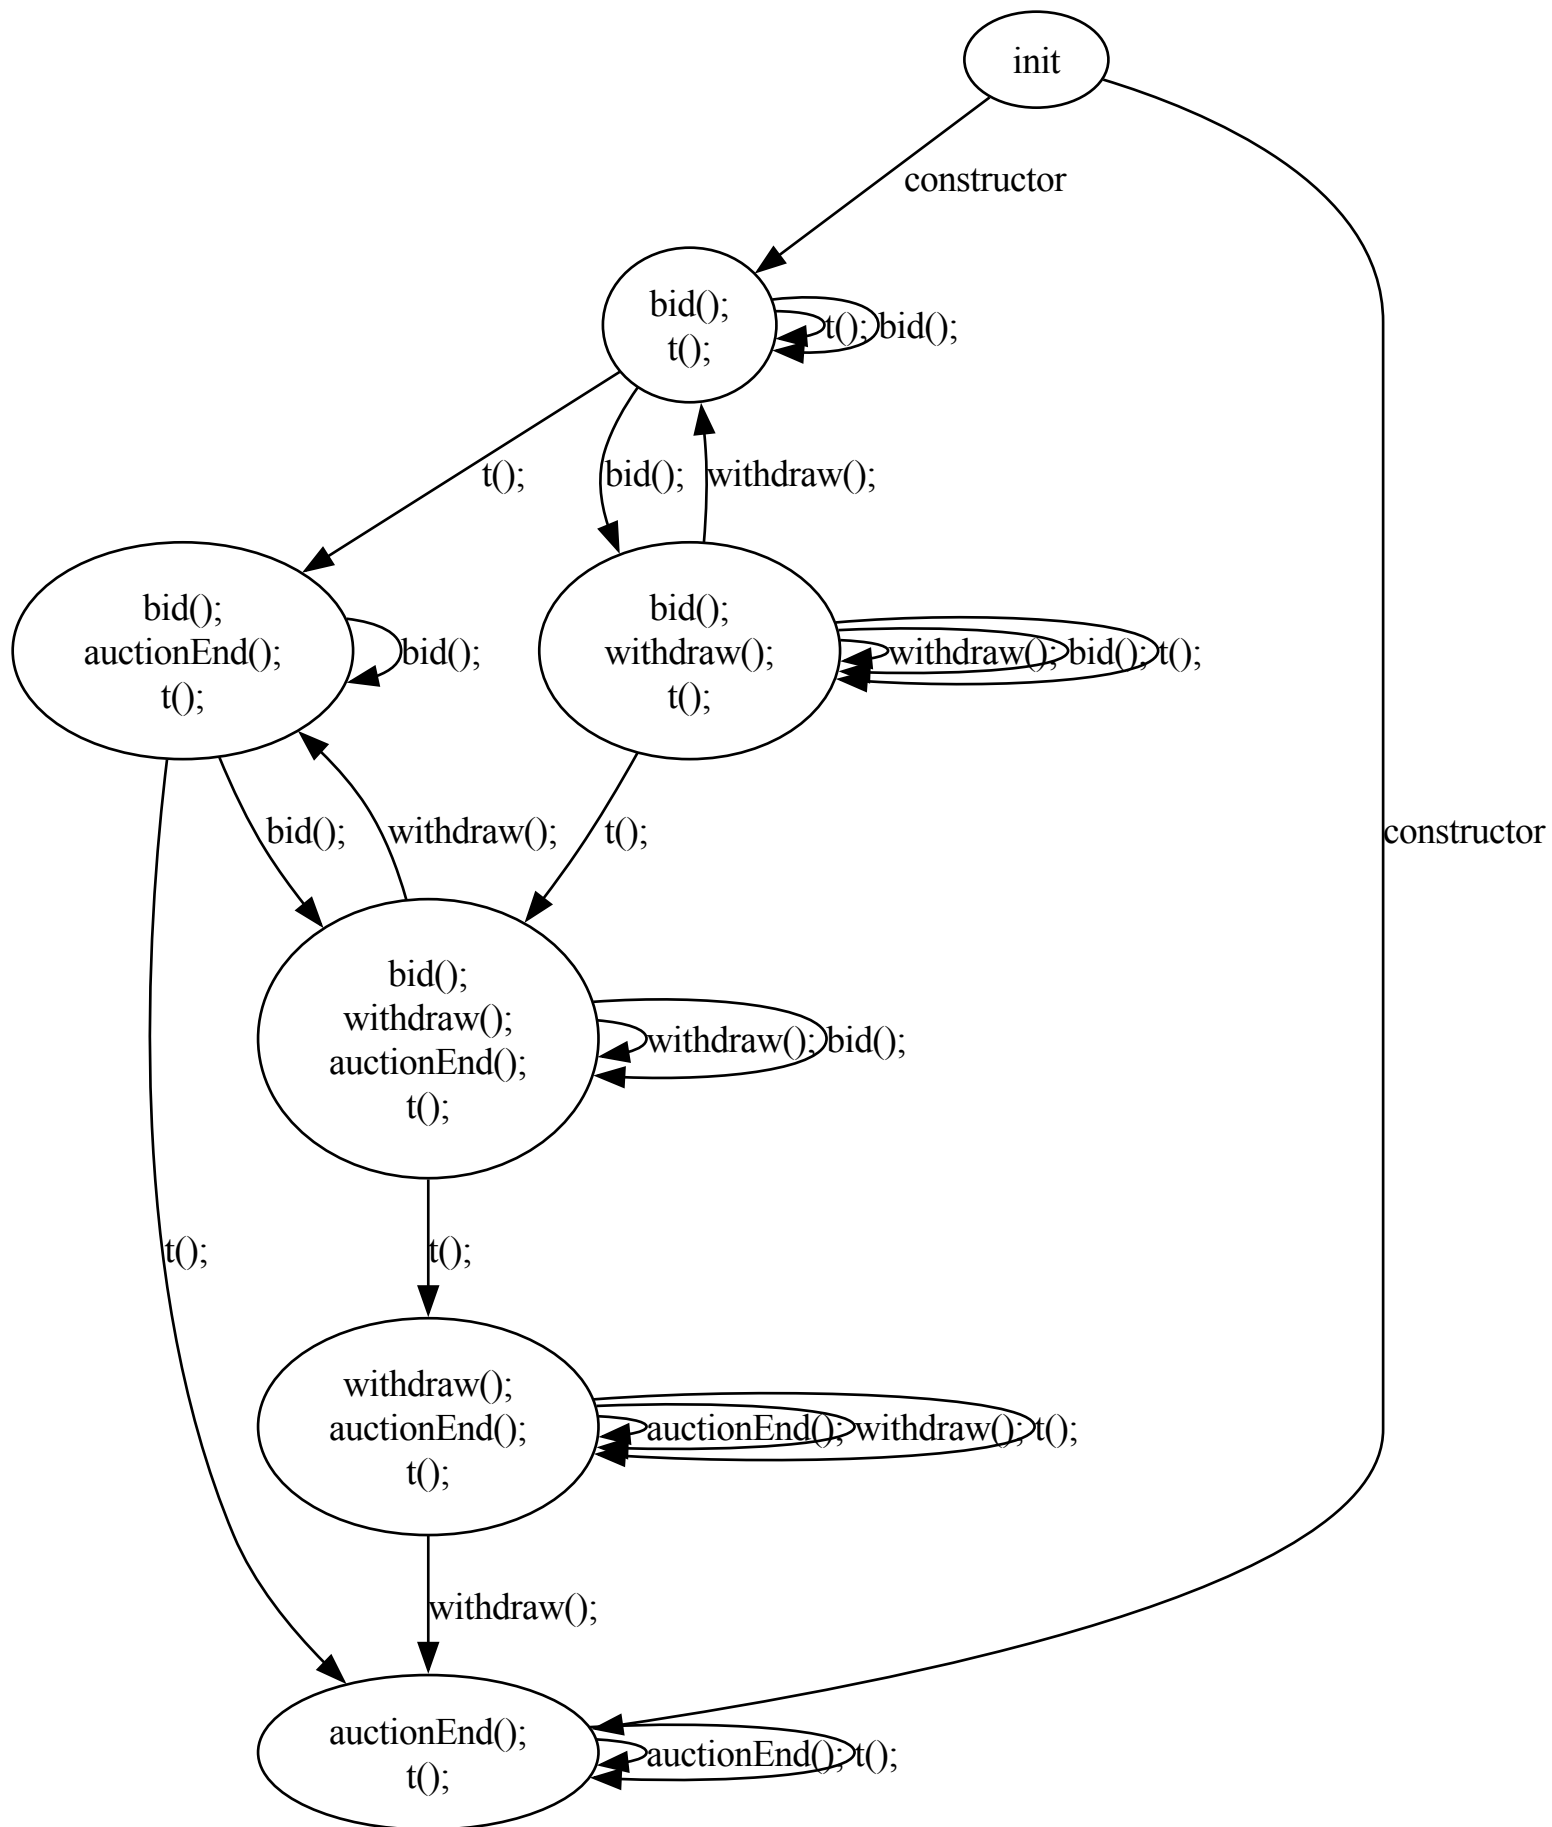 init
constructor
bid();
t();
t(); bid();
t();
bid();
withdraw();
bid();
auctionEnd();
t();
bid();
bid();
withdraw();
t();
withdraw(); bid(); t();
bid();
withdraw();
t();
constructor
bid();
withdraw();
auctionEnd();
t();
withdraw(); bid();
t();
t();
withdraw();
auctionEnd();
t();
auctionEnd(); withdraw(); t();
withdraw();
auctionEnd();
t();
auctionEnd(); t();